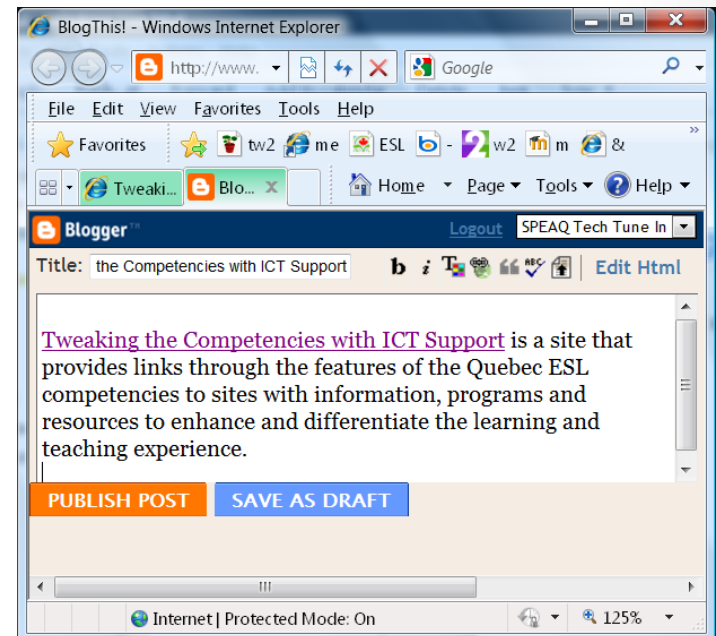 BlogThis! - Windows Internet Explorer
http://www. Google
File Edit View Favorites Tools Help
Favorites tw2 me ESL - w2 m &
Tweaki... Blo... Home Page Tools Help
Blogger™ Logout SPEAQ Tech Tune In
Title: the Competencies with ICT Support b i T ABC Edit Html
Tweaking the Competencies with ICT Support is a site that
provides links through the features of the Quebec ESL
competencies to sites with information, programs and
resources to enhance and differentiate the learning and
teaching experience.
PUBLISH POST SAVE AS DRAFT
Internet | Protected Mode: On 125%